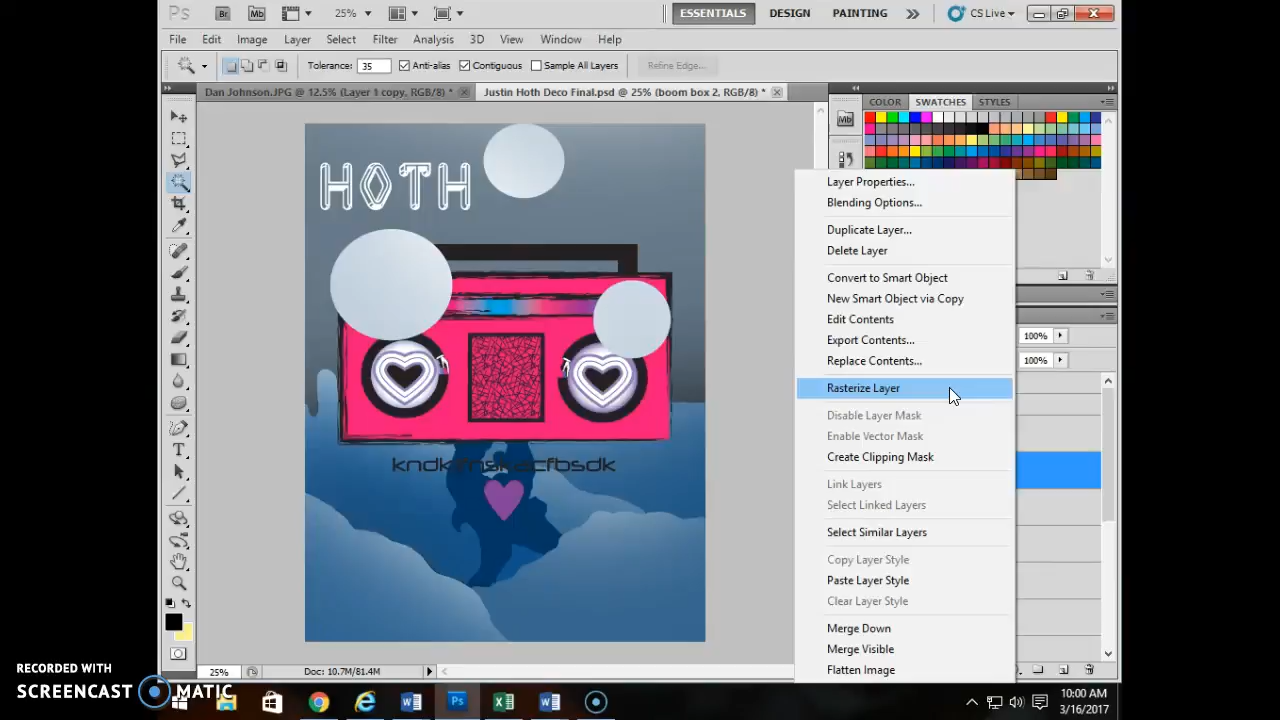 Ps Br Mb 25% ESSENTIALS DESIGN PAINTING CS Live
File Edit Image Layer Select Filter Analysis 3D View Window Help
Tolerance: 35 Anti-alias Contiguous Sample All Layers Refine Edge...
Dan Johnson.JPG @ 12.5% (Layer 1 copy, RGB/8) * Justin Hoth Deco Final.psd @ 25% (boom box 2, RGB/8) *
COLOR SWATCHES STYLES
Mb
HOTH
Layer Properties...
Blending Options...
Duplicate Layer...
Delete Layer
Convert to Smart Object
New Smart Object via Copy
Edit Contents
100%
Export Contents...
Replace Contents...
100%
Rasterize Layer
Disable Layer Mask
Enable Vector Mask
Create Clipping Mask
Link Layers
Select Linked Layers
Select Similar Layers
Copy Layer Style
Paste Layer Style
Clear Layer Style
Merge Down
Merge Visible
Flatten Image
T
25% Doc: 10.7M/81.4M
RECORDED WITH
SCREENCAST MATIC
10:00 AM
3/16/2017